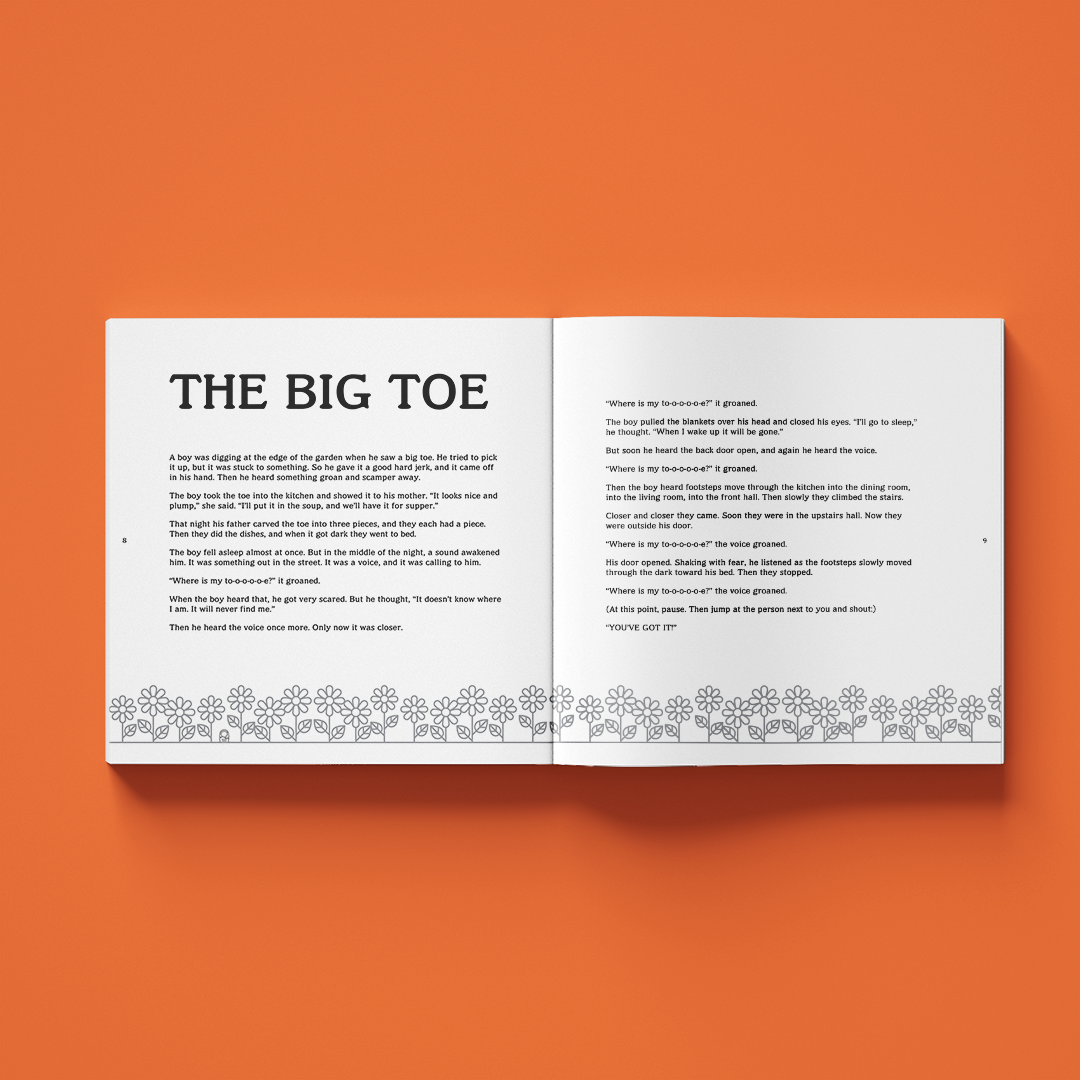 THE BIG TOE
A boy was digging at the edge of the garden when he saw a big toe. He tried to pick
it up, but it was stuck to something. So he gave it a good hard jerk, and it came off
in his hand. Then he heard something groan and scamper away.
The boy took the toe into the kitchen and showed it to his mother. “It looks nice and
plump,” she said. “I’ll put it in the soup, and we’ll have it for supper.”
That night his father carved the toe into three pieces, and they each had a piece.
Then they did the dishes, and when it got dark they went to bed.
The boy fell asleep almost at once. But in the middle of the night, a sound awakened
him. It was something out in the street. It was a voice, and it was calling to him.
“Where is my to-o-o-o-o-e?” it groaned.
When the boy heard that, he got very scared. But he thought, “It doesn’t know where
I am. It will never find me.”
Then he heard the voice once more. Only now it was closer.
8
“Where is my to-o-o-o-o-e?” it groaned.
The boy pulled the blankets over his head and closed his eyes. “I’ll go to sleep,”
he thought. “When I wake up it will be gone.”
But soon he heard the back door open, and again he heard the voice.
“Where is my to-o-o-o-o-e?” it groaned.
Then the boy heard footsteps move through the kitchen into the dining room,
into the living room, into the front hall. Then slowly they climbed the stairs.
Closer and closer they came. Soon they were in the upstairs hall. Now they
were outside his door.
“Where is my to-o-o-o-o-e?” the voice groaned.
His door opened. Shaking with fear, he listened as the footsteps slowly moved
through the dark toward his bed. Then they stopped.
“Where is my to-o-o-o-o-e?” the voice groaned.
(At this point, pause. Then jump at the person next to you and shout:)
“YOU’VE GOT IT!”
9